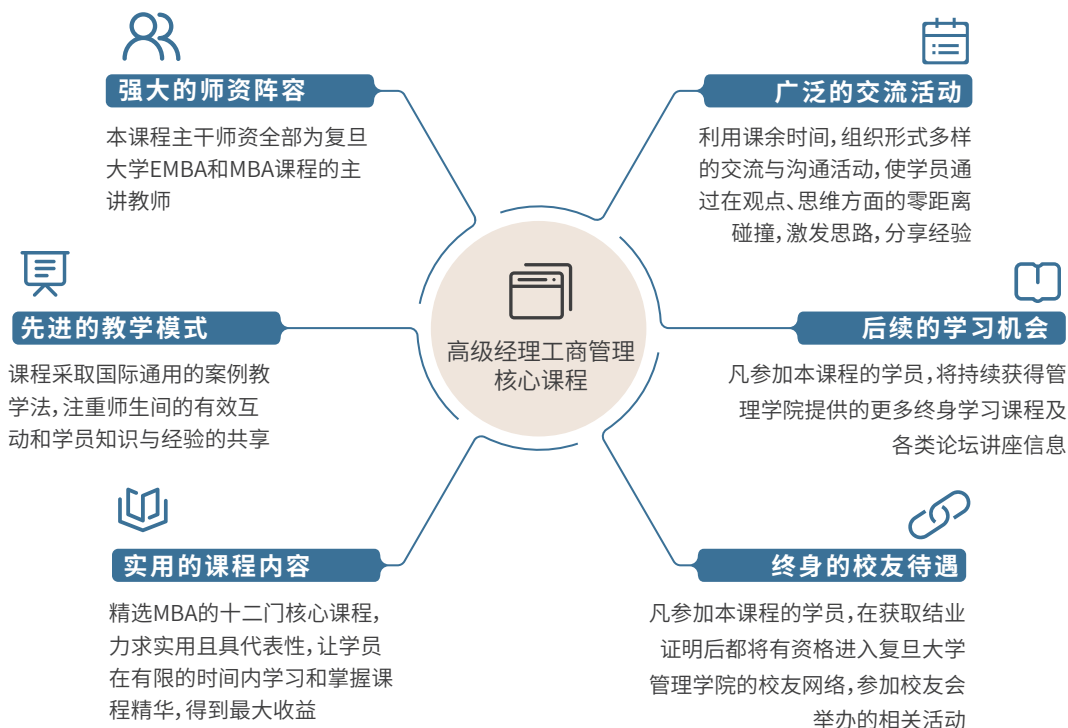 强大的师资阵容
本课程主干师资全部为复旦
大学EMBA和MBA课程的主
讲教师
先进的教学模式
课程采取国际通用的案例教
学法,注重师生间的有效互
动和学员知识与经验的共享
实用的课程内容
精选MBA的十二门核心课程,
力求实用且具代表性,让学员
在有限的时间内学习和掌握课
程精华,得到最大收益
高级经理工商管理
核心课程
广泛的交流活动
利用课余时间,组织形式多样
的交流与沟通活动,使学员通
过在观点、思维方面的零距离
碰撞,激发思路,分享经验
后续的学习机会
凡参加本课程的学员,将持续获得管
理学院提供的更多终身学习课程及
各类论坛讲座信息
终身的校友待遇
凡参加本课程的学员,在获取结业
证明后都将有资格进入复旦大学
管理学院的校友网络,参加校友会
举办的相关活动